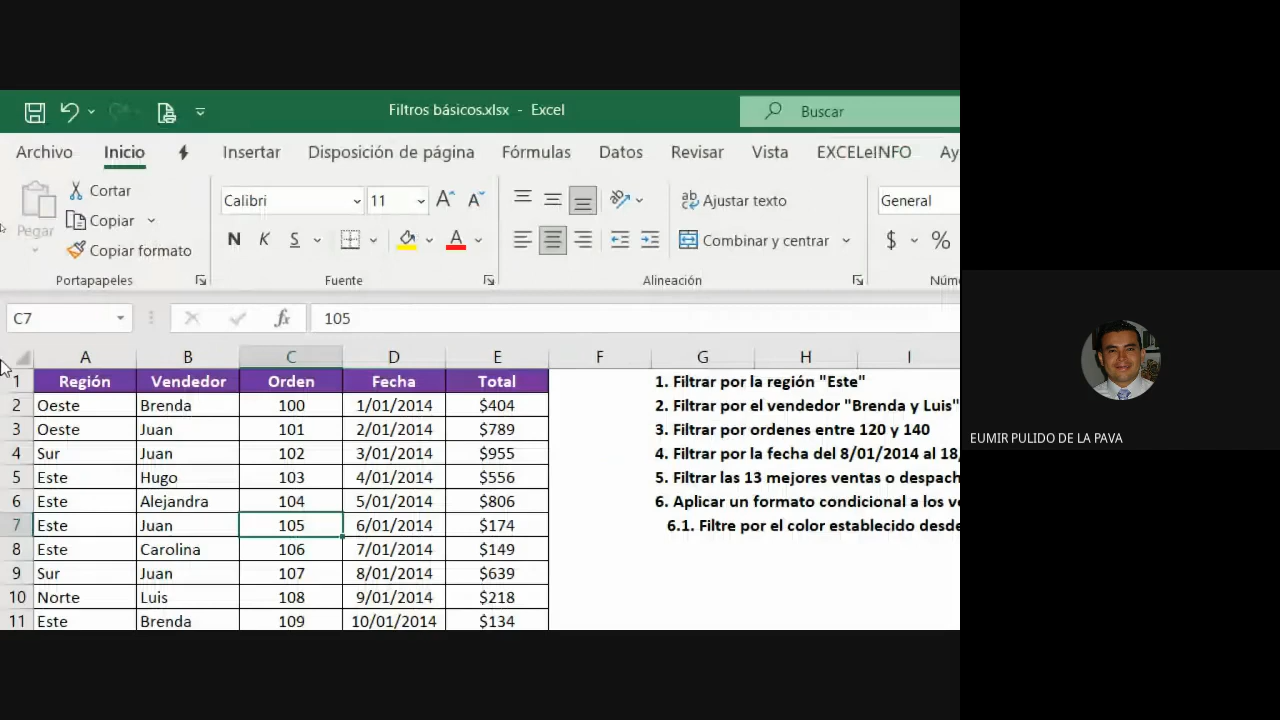 Filtros básicos.xlsx - Excel
Buscar
Archivo Inicio Insertar Disposición de página Fórmulas Datos Revisar Vista EXCELeINFO
Cortar
Copiar
Pegar
Copiar formato
Portapapeles
Calibri 11
N K S A
Fuente
Ajustar texto
Combinar y centrar
Alineación
General
$ %
C7 fx 105
A B C D E F G H I
1 Región Vendedor Orden Fecha Total 1. Filtrar por la región "Este"
2 Oeste Brenda 100 1/01/2014 $404 2. Filtrar por el vendedor "Brenda y Luis"
3 Oeste Juan 101 2/01/2014 $789 3. Filtrar por ordenes entre 120 y 140
4 Sur Juan 102 3/01/2014 $955 4. Filtrar por la fecha del 8/01/2014 al 18/
5 Este Hugo 103 4/01/2014 $556 5. Filtrar las 13 mejores ventas o despach
6 Este Alejandra 104 5/01/2014 $806 6. Aplicar un formato condicional a los ve
7 Este Juan 105 6/01/2014 $174 6.1. Filtre por el color establecido desde
8 Este Carolina 106 7/01/2014 $149
9 Sur Juan 107 8/01/2014 $639
10 Norte Luis 108 9/01/2014 $218
11 Este Brenda 109 10/01/2014 $134
EUMIR PULIDO DE LA PAVA